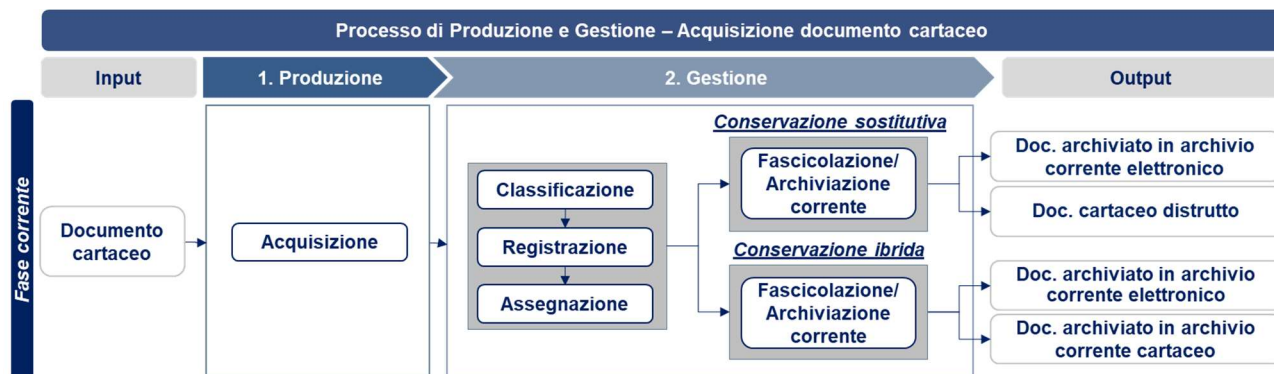 Processo di Produzione e Gestione – Acquisizione documento cartaceo
Input
1. Produzione
2. Gestione
Output
Fase corrente
Documento
cartaceo
Acquisizione
Classificazione
Registrazione
Assegnazione
Conservazione sostitutiva
Fascicolazione/
Archiviazione
corrente
Conservazione ibrida
Fascicolazione/
Archiviazione
corrente
Doc. archiviato in archivio
corrente elettronico
Doc. cartaceo distrutto
Doc. archiviato in archivio
corrente elettronico
Doc. archiviato in archivio
corrente cartaceo